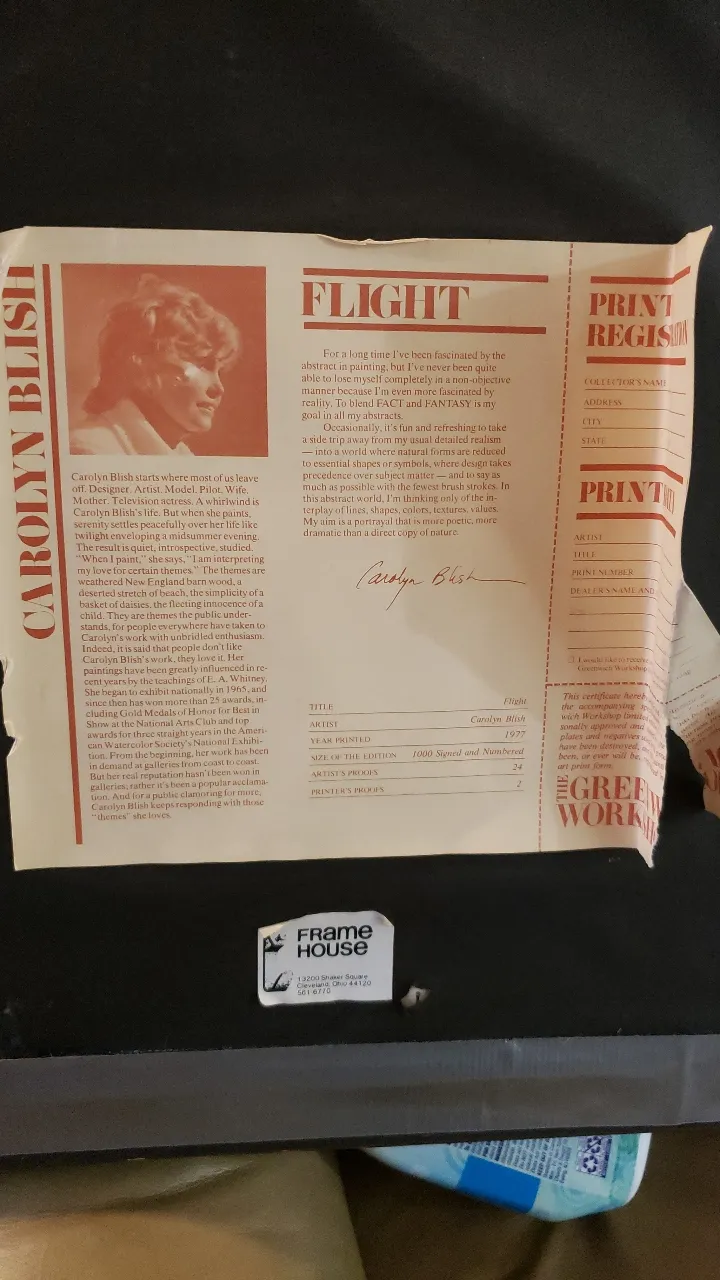 CAROLYN BLISH
Carolyn Blish starts where most of us leave
off. Designer. Artist. Model. Pilot. Wife.
Mother. Television actress. A whirlwind is
Carolyn Blish's life. But when she paints,
serenity settles peacefully over her life like
twilight enveloping a midsummer evening.
The result is quiet, introspective, studied.
"When I paint," she says, "I am interpreting
my love for certain themes." The themes are
weathered New England barn wood, a
deserted stretch of beach, the simplicity of a
basket of daisies, the fleeting innocence of a
child. They are themes the public under-
stands, for people everywhere have taken to
Carolyn's work with unbridled enthusiasm.
Indeed, it is said that people don't like
Carolyn Blish's work, they love it. Her
paintings have been greatly influenced in re-
cent years by the teachings of E. A. Whitney.
She began to exhibit nationally in 1965, and
since then has won more than 25 awards, in-
cluding Gold Medals of Honor for Best in
Show at the National Arts Club and top
awards for three straight years in the Ameri-
can Watercolor Society's National Exhibi-
tion. From the beginning, her work has been
in demand at galleries from coast to coast.
But her real reputation hasn't been won in
galleries, rather it's been a popular acclama-
tion. And for a public clamoring for more,
Carolyn Blish keeps responding with those
"themes" she loves.
FLIGHT
For a long time I've been fascinated by the
abstract in painting, but I've never been quite
able to lose myself completely in a non-objective
manner because I'm even more fascinated by
reality. To blend FACT and FANTASY is my
goal in all my abstracts.
Occasionally, it's fun and refreshing to take
a side trip away from my usual detailed realism
— into a world where natural forms are reduced
to essential shapes or symbols, where design takes
precedence over subject matter — and to say as
much as possible with the fewest brush strokes. In
this abstract world, I'm thinking only of the in-
terplay of lines, shapes, colors, textures, values.
My aim is a portrayal that is more poetic, more
dramatic than a direct copy of nature.
Carolyn Blish
TITLE Flight
ARTIST Carolyn Blish
YEAR PRINTED 1977
SIZE OF THE EDITION 1000 Signed and Numbered
ARTIST'S PROOFS 24
PRINTER'S PROOFS 2
PRINT
COLLECTOR'S NAME
ADDRESS
CITY
STATE
PRINT
ARTIST
TITLE
PRINT NUMBER
DEALER'S NAME AND
I would like to receive
Greenwich Workshop
This certificate
the accompanying
wich Workshop
plates and negatives
have been destroyed,
been, or ever will be,
art print form.
THE
FRAME
HOUSE
13200 Shaker Square
Cleveland, Ohio 44120
561-6770